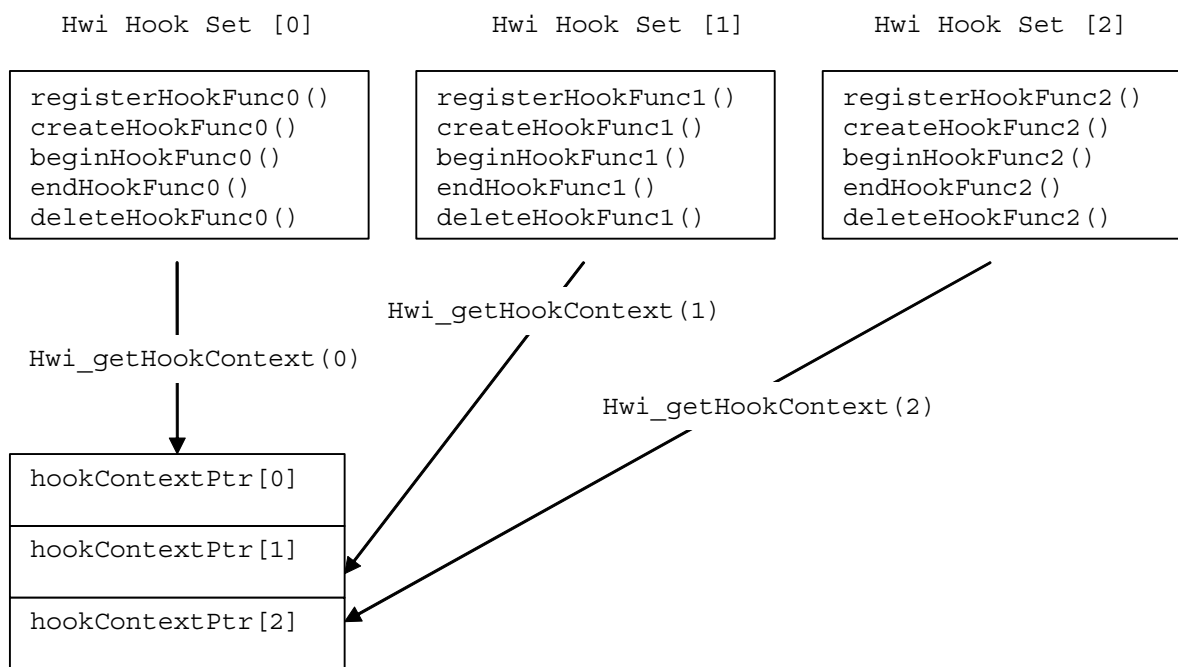 Hwi Hook Set [0]
Hwi Hook Set [1]
Hwi Hook Set [2]
registerHookFunc0()
createHookFunc0()
beginHookFunc0()
endHookFunc0()
deleteHookFunc0()
registerHookFunc1()
createHookFunc1()
beginHookFunc1()
endHookFunc1()
deleteHookFunc1()
registerHookFunc2()
createHookFunc2()
beginHookFunc2()
endHookFunc2()
deleteHookFunc2()
Hwi_getHookContext(1)
Hwi_getHookContext(0)
Hwi_getHookContext(2)
hookContextPtr[0]
hookContextPtr[1]
hookContextPtr[2]